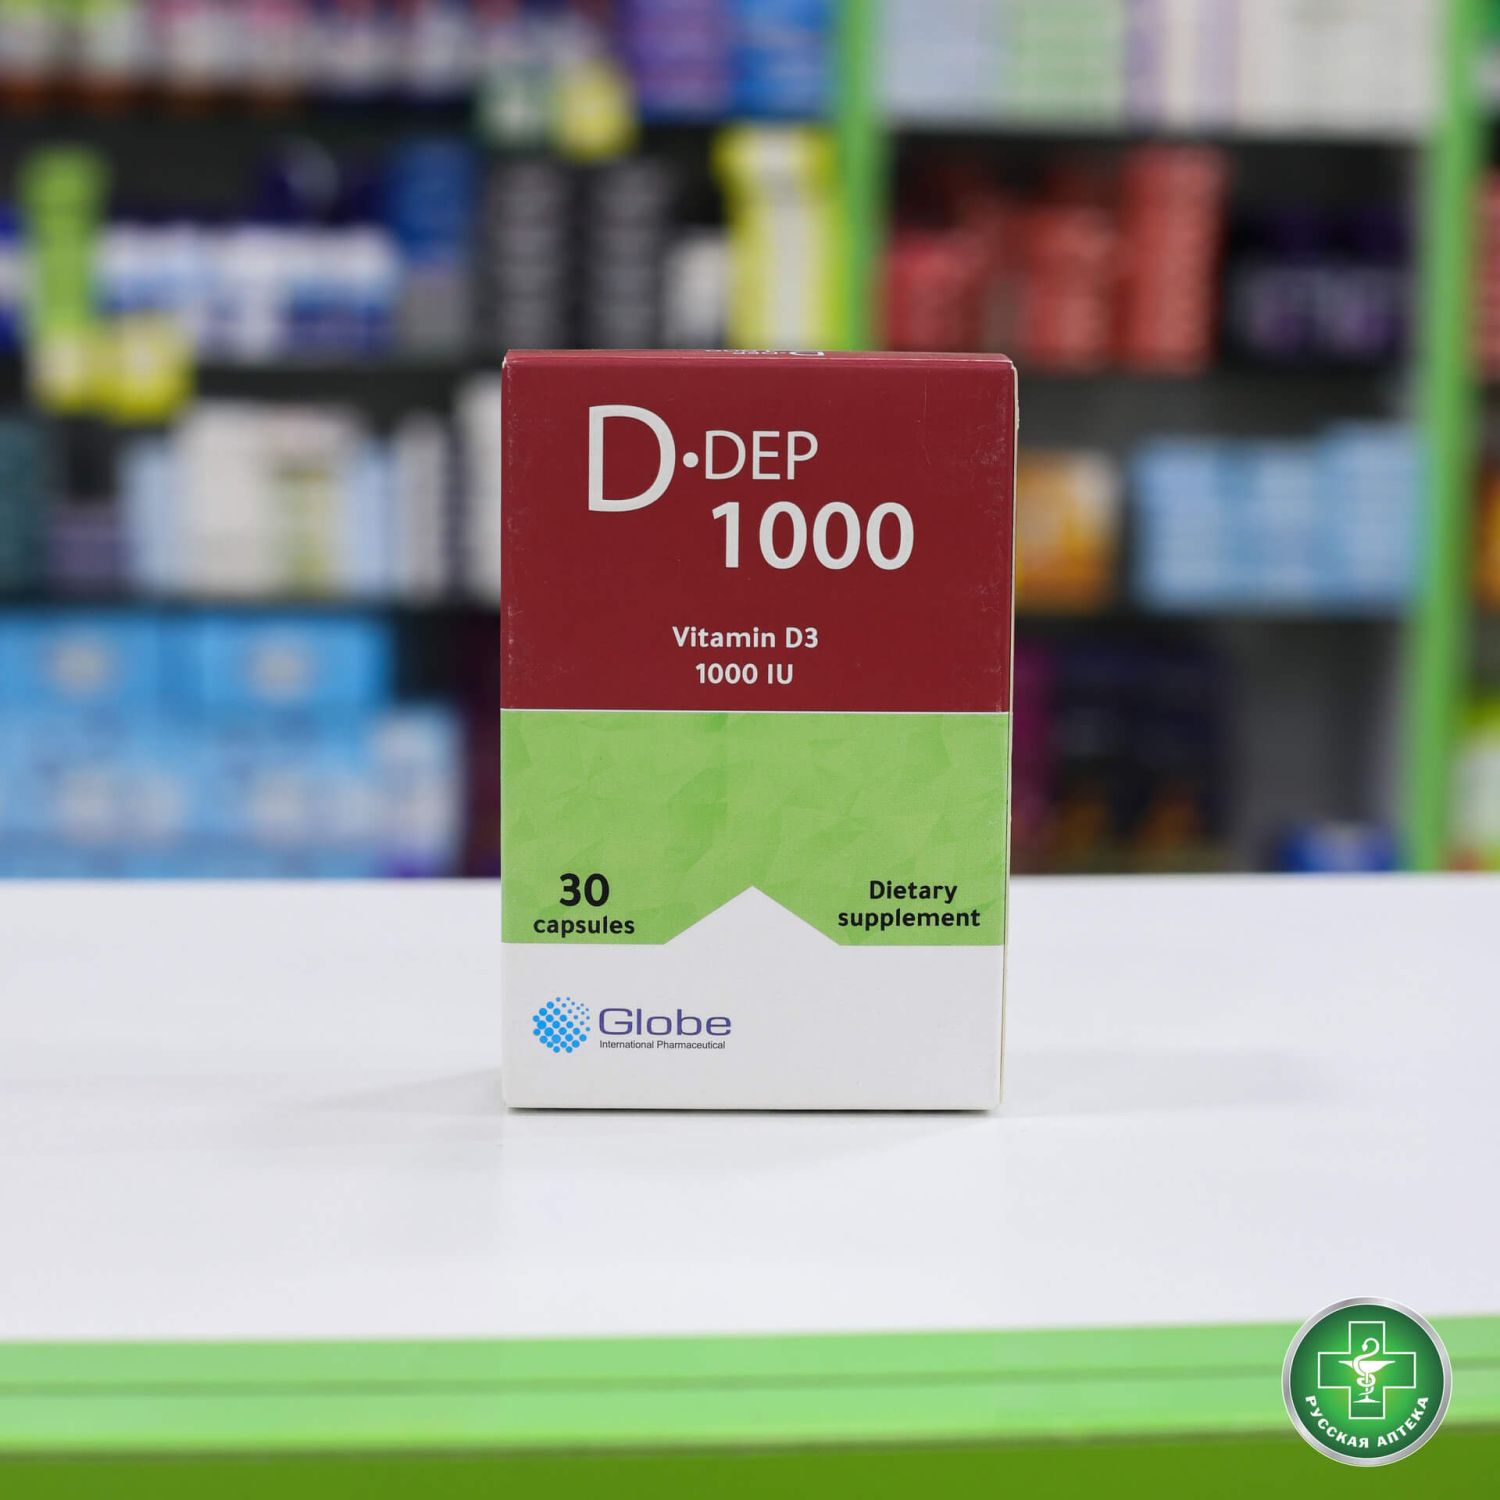 D•DEP
1000
Vitamin D3
1000 IU
30
capsules
Dietary
supplement
Globe
International Pharmaceutical
РУССКАЯ АПТЕКА